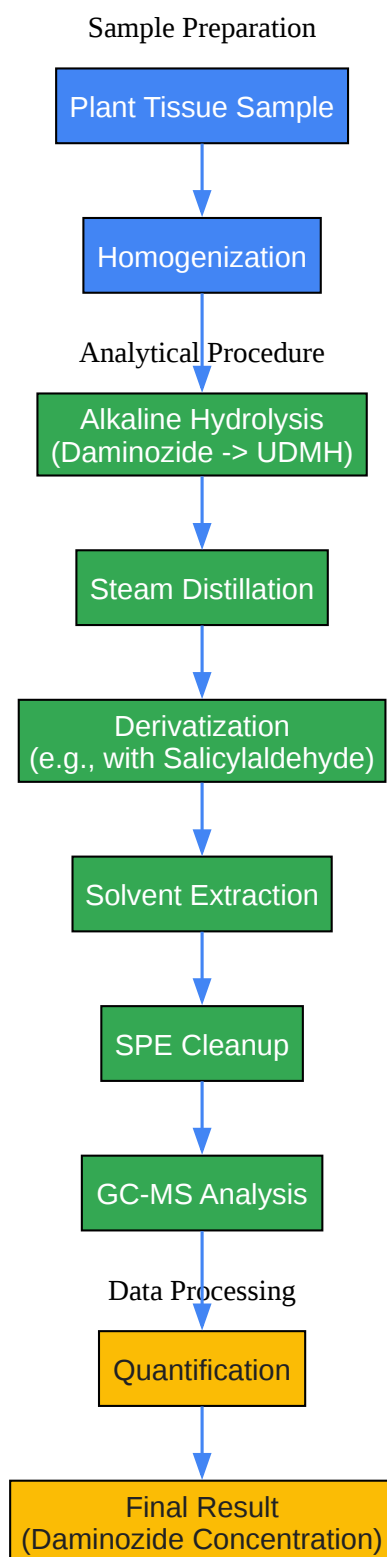 Sample Preparation
Plant Tissue Sample
Homogenization
Analytical Procedure
Alkaline Hydrolysis
(Daminozide -> UDMH)
Steam Distillation
Derivatization
(e.g., with Salicylaldehyde)
Solvent Extraction
SPE Cleanup
GC-MS Analysis
Data Processing
Quantification
Final Result
(Daminozide Concentration)